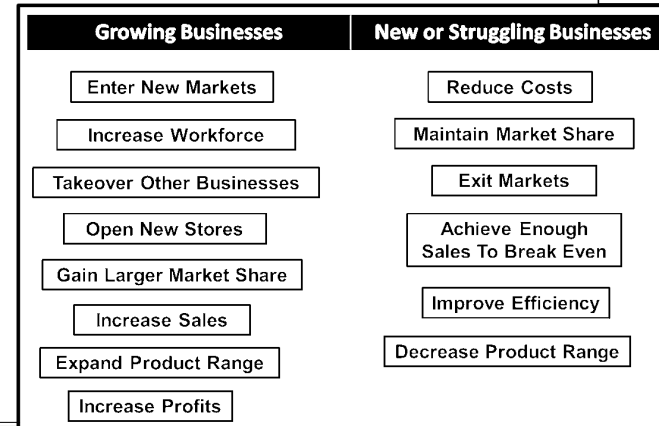 Growing Businesses
Enter New Markets
Increase Workforce
Takeover Other Businesses
Open New Stores
Gain Larger Market Share
Increase Sales
Expand Product Range
Increase Profits
New or Struggling Businesses
Reduce Costs
Maintain Market Share
Exit Markets
Achieve Enough
Sales To Break Even
Improve Efficiency
Decrease Product Range